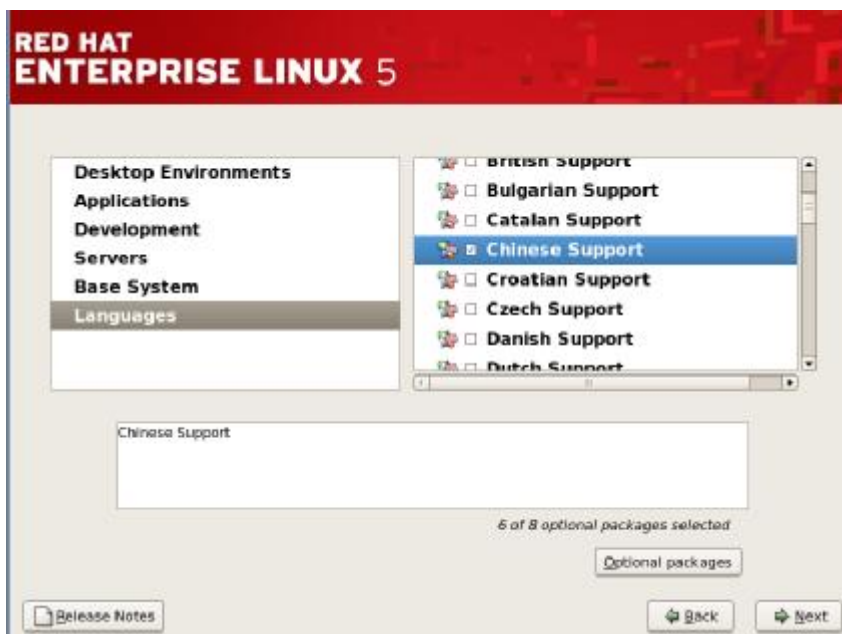 RED HAT
ENTERPRISE LINUX 5
Desktop Environments
Applications
Development
Servers
Base System
Languages
British Support
Bulgarian Support
Catalan Support
Chinese Support
Croatian Support
Czech Support
Danish Support
Dutch Support
Chinese Support
6 of 8 optional packages selected
Optional packages
Release Notes
Back
Next